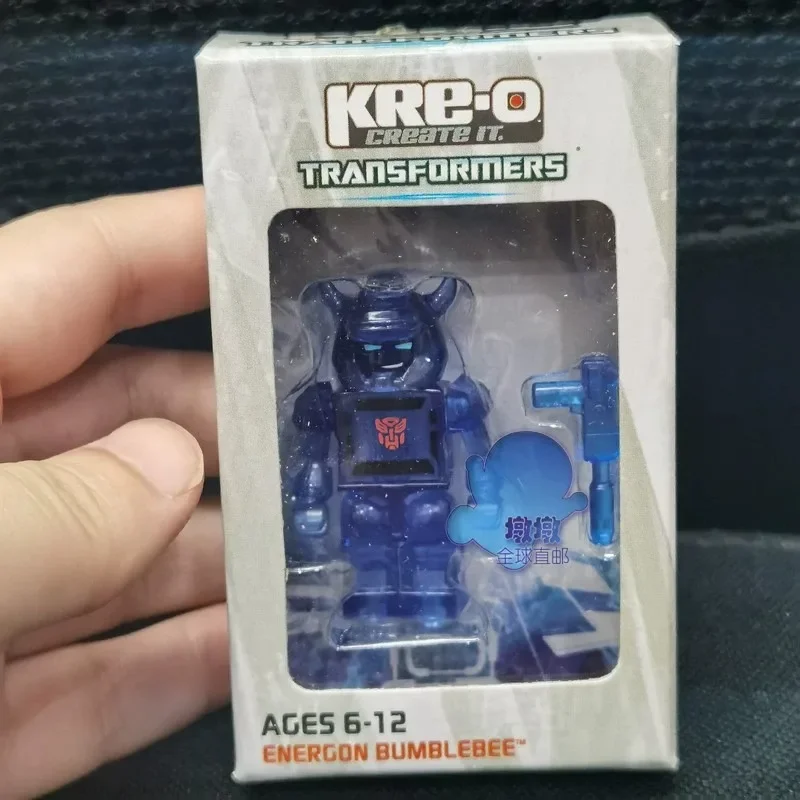 KRE-O
CREATE IT.
TRANSFORMERS
墩墩
全球直邮
AGES 6-12
ENERGON BUMBLEBEE™